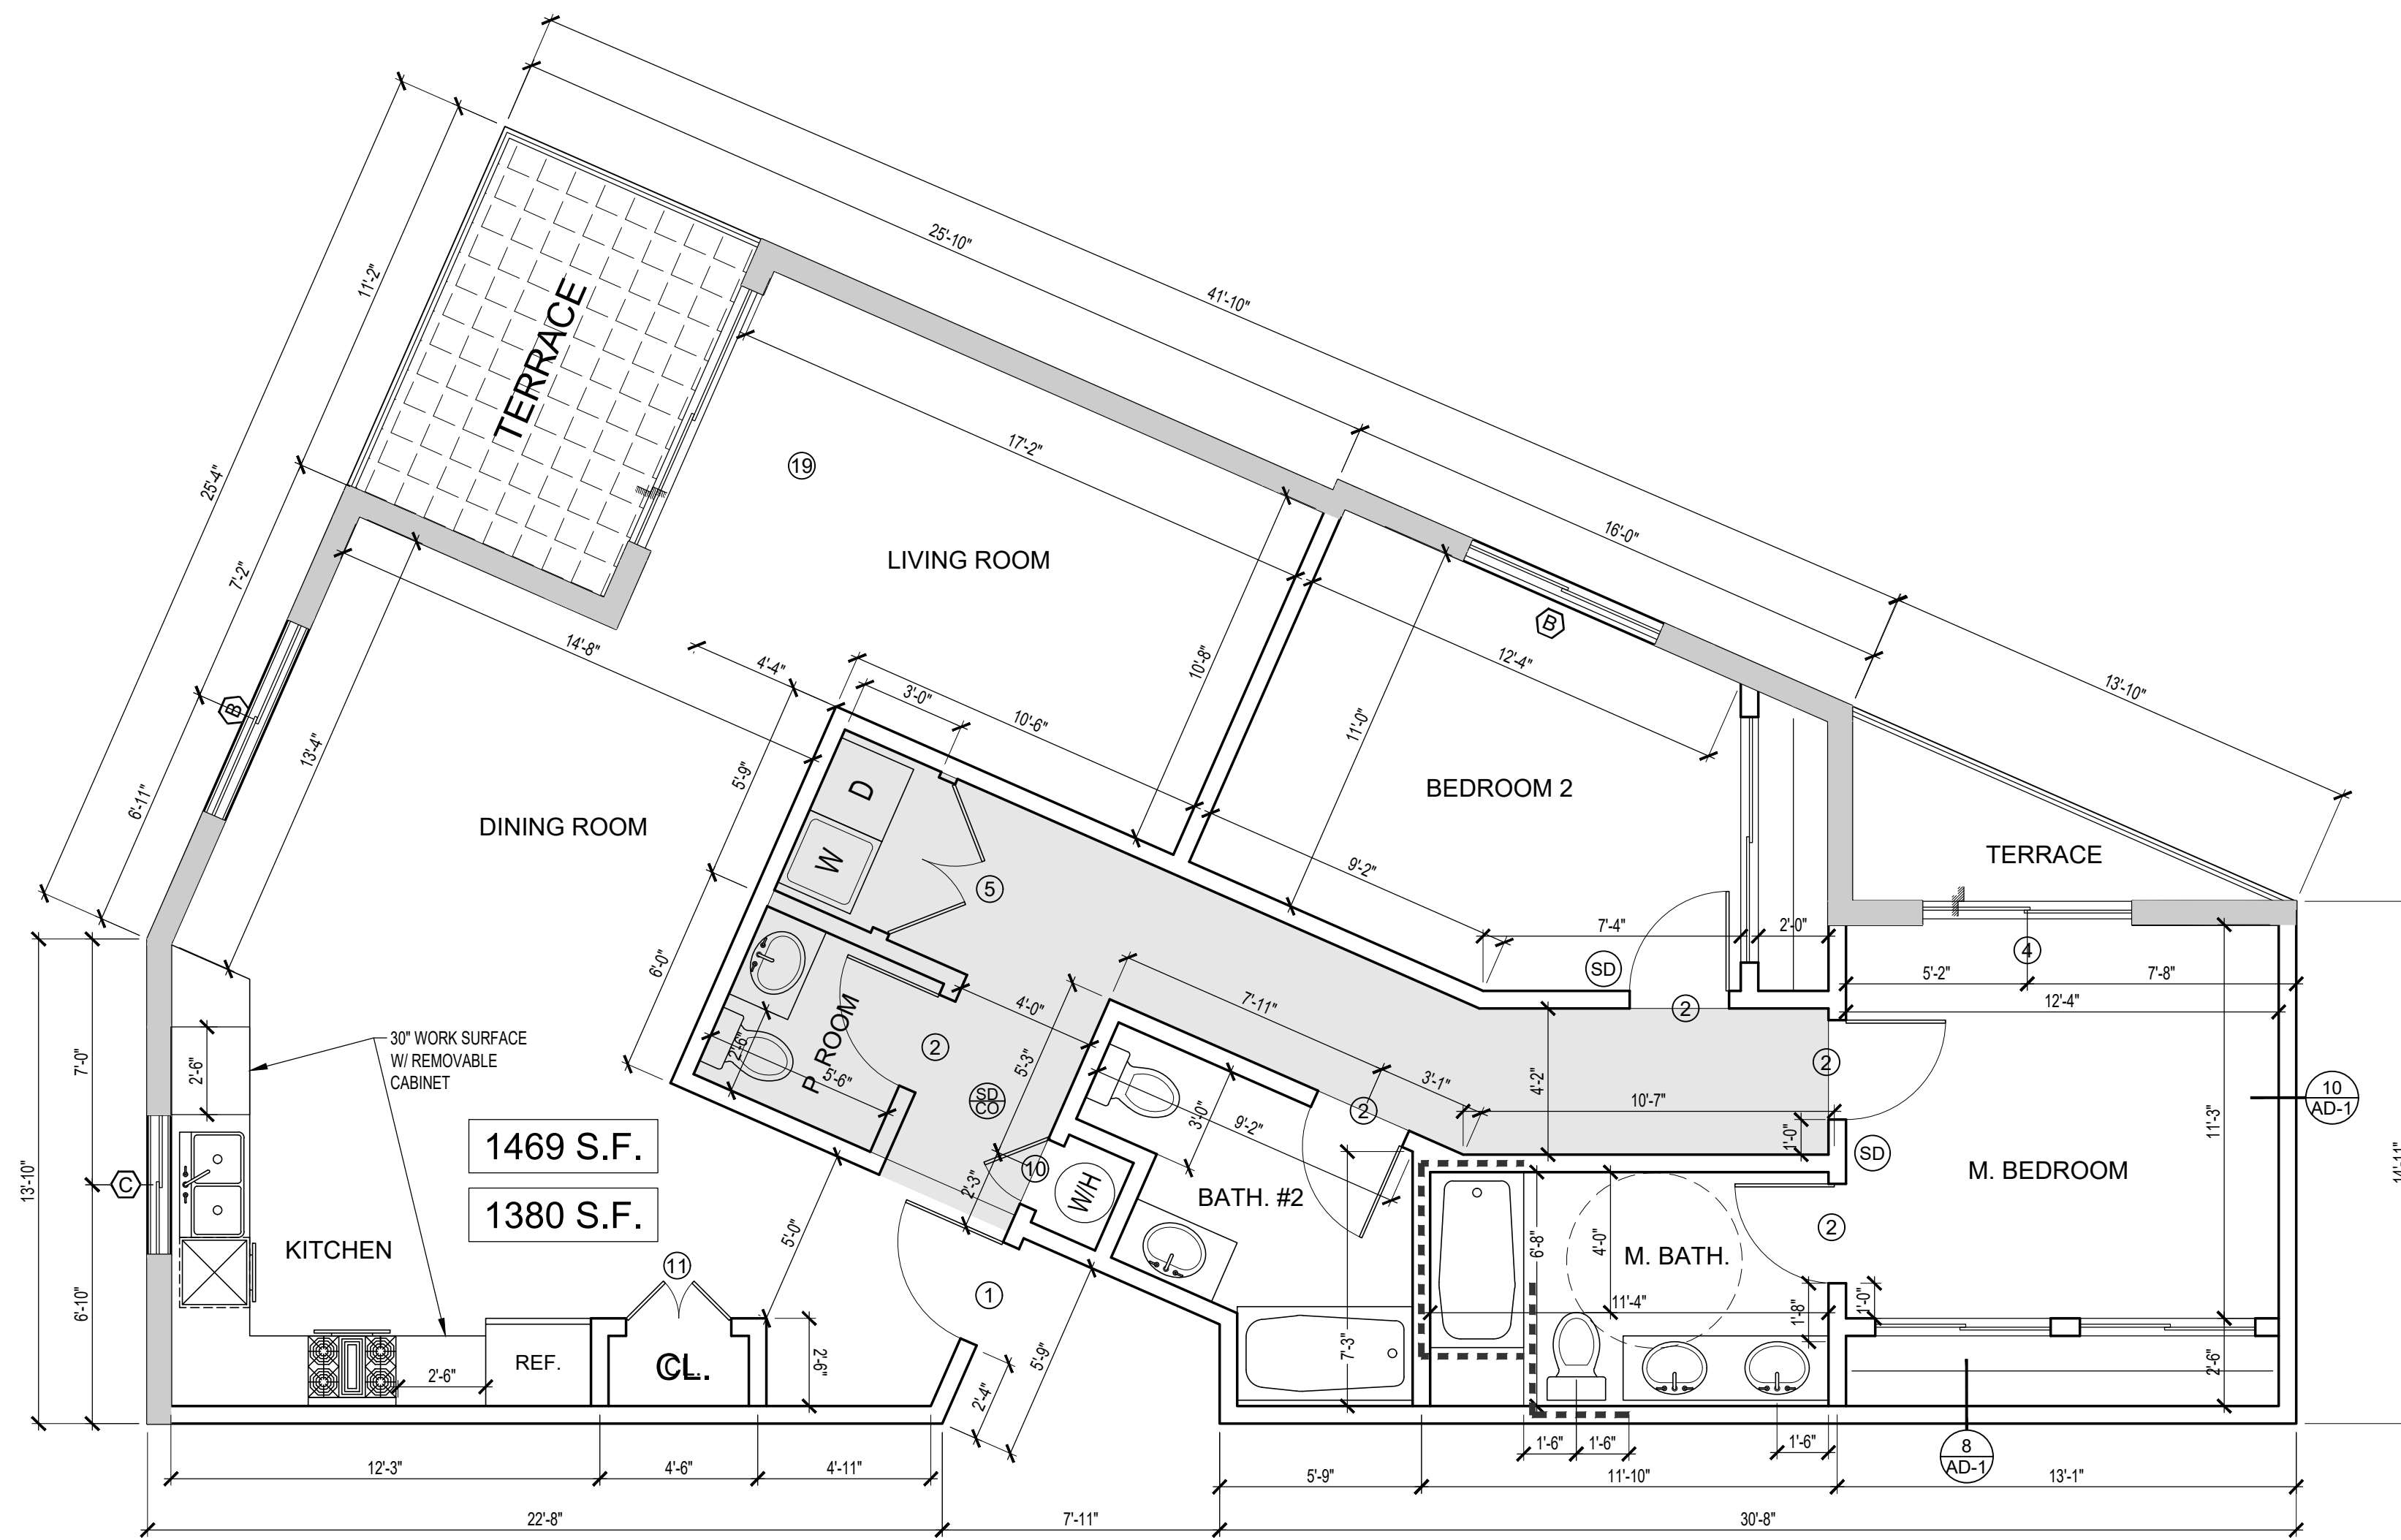 25'-10"
41'-10"
11'-2"
TERRACE
25'-4"
17'-2"
19
16'-0"
LIVING ROOM
7'-2"
B
14'-8"
4'-4"
10'-8"
12'-4"
3'-0"
13'-10"
B
10'-6"
11'-0"
13'-4"
5'-9"
D
BEDROOM 2
6'-11"
DINING ROOM
W
TERRACE
9'-2"
5
7'-4"
2'-0"
6'-0"
SD
4
5'-2"
7'-8"
4'-0"
7'-11"
2
12'-4"
P. ROOM
30" WORK SURFACE
W/ REMOVABLE
CABINET
2'-6"
2
5'-3"
7'-0"
2'-6"
5'-6"
3'-1"
2
SD
CO
2
4'-2"
10'-7"
10
AD-1
3'-0"
9'-2"
1'-0"
11'-3"
1469 S.F.
13'-10"
C
10
SD
M. BEDROOM
14'-11"
2'-3"
W/H
BATH. #2
1380 S.F.
5'-0"
2
KITCHEN
6'-8"
4'-0"
M. BATH.
11
1
6'-10"
11'-4"
1'-8"
1'-0"
7'-3"
5'-9"
2'-6"
REF.
CL.
2'-6"
2'-6"
2'-4"
1'-6"
1'-6"
1'-6"
8
AD-1
12'-3"
4'-6"
4'-11"
5'-9"
11'-10"
13'-1"
22'-8"
7'-11"
30'-8"